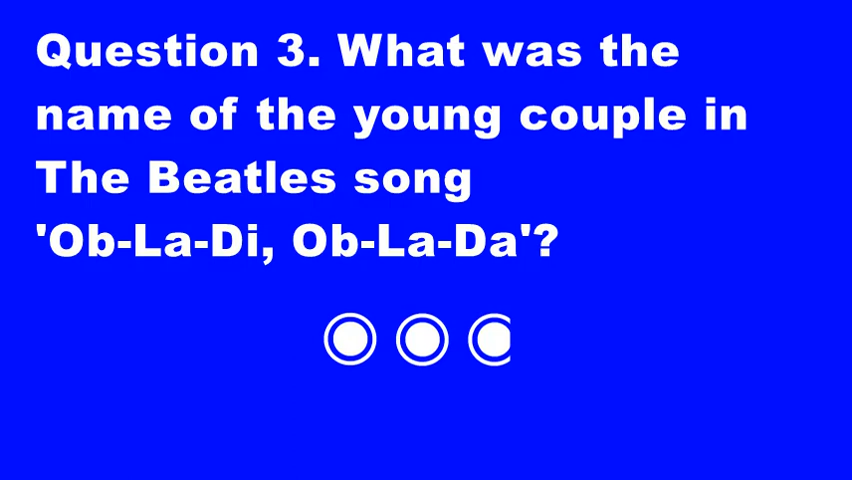 Question 3. What was the
name of the young couple in
The Beatles song
'Ob-La-Di, Ob-La-Da'?